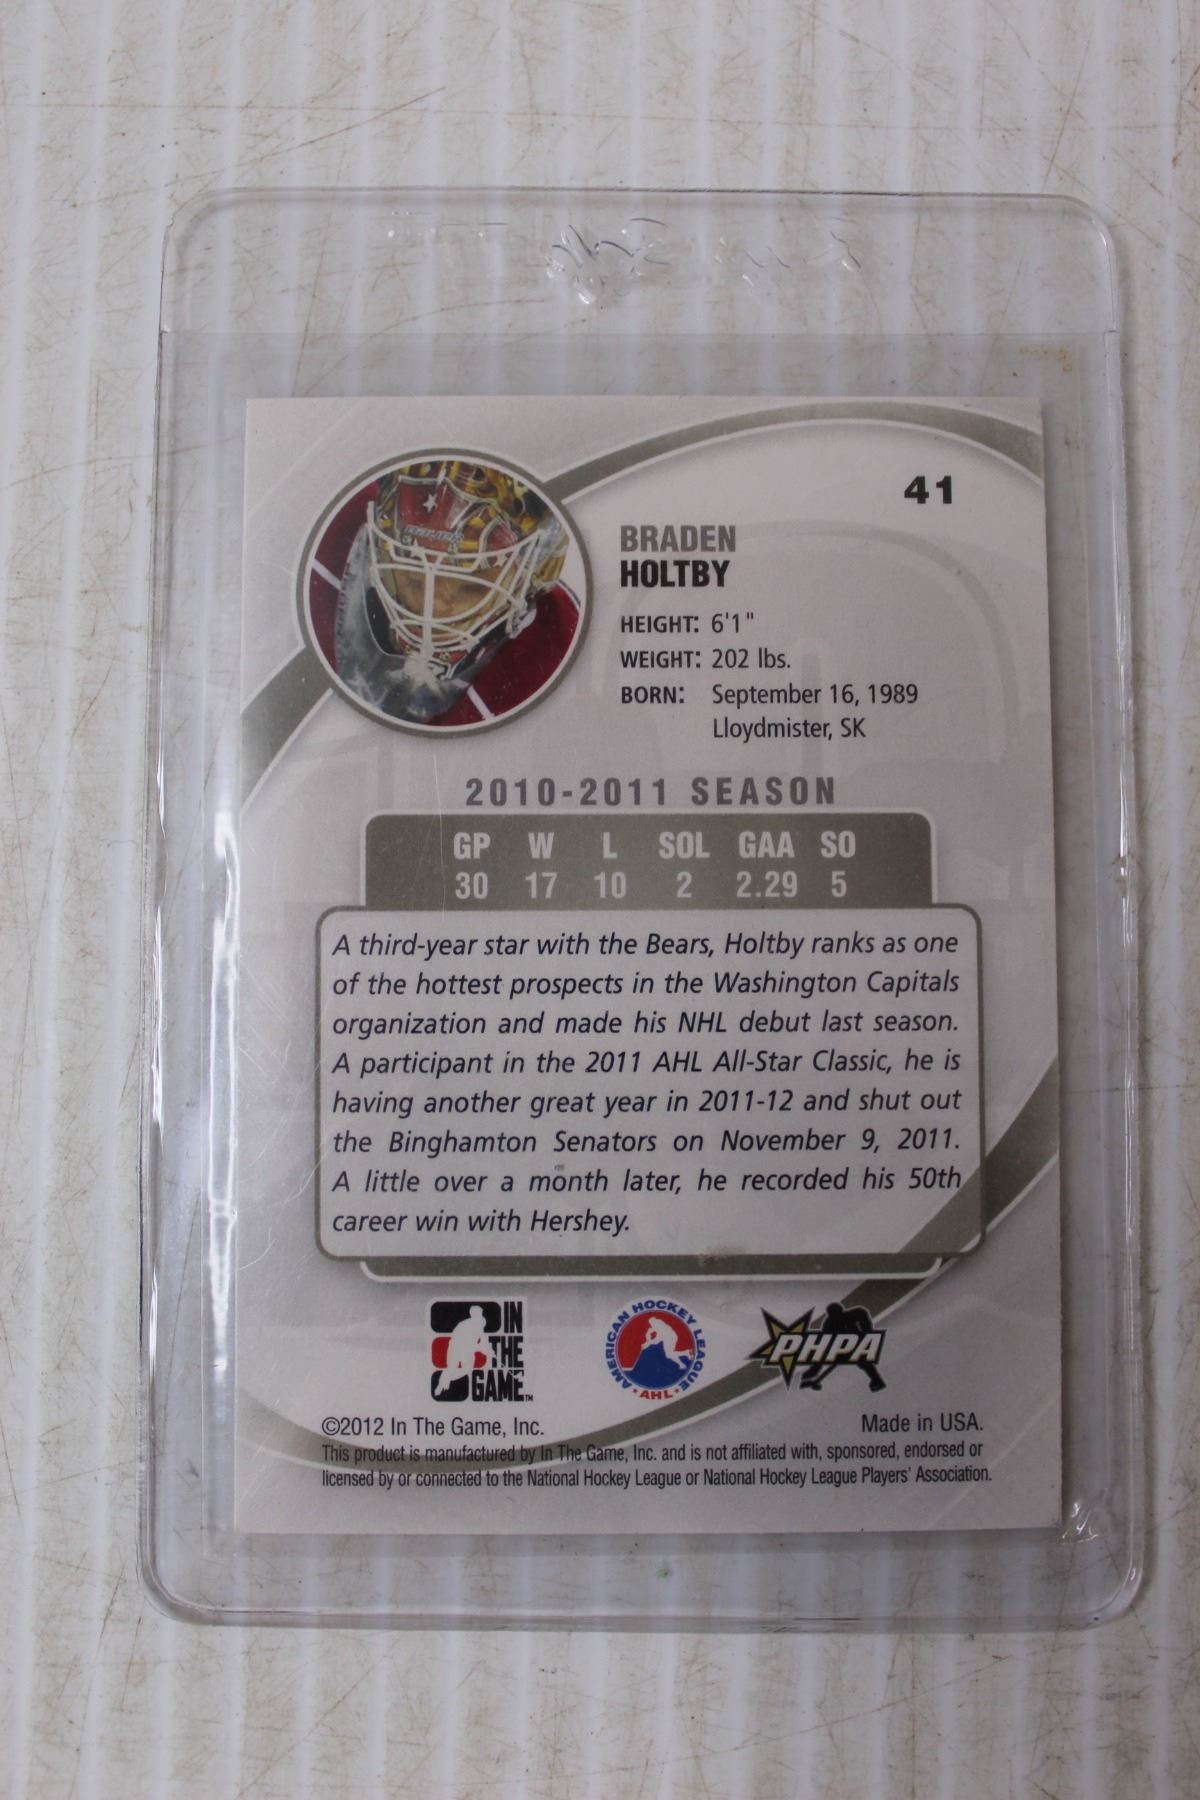 41
BAUER
BRADEN
HOLTBY
HEIGHT: 6'1"
WEIGHT: 202 lbs.
BORN: September 16, 1989
Lloydmister, SK
2010-2011 SEASON
GP W L SOL GAA SO
30 17 10 2 2.29 5
A third-year star with the Bears, Holtby ranks as one
of the hottest prospects in the Washington Capitals
organization and made his NHL debut last season.
A participant in the 2011 AHL All-Star Classic, he is
having another great year in 2011-12 and shut out
the Binghamton Senators on November 9, 2011.
A little over a month later, he recorded his 50th
career win with Hershey.
IN
THE
GAME™
AMERICAN HOCKEY LEAGUE
AHL
PHPA
©2012 In The Game, Inc. Made in USA.
This product is manufactured by In The Game, Inc. and is not affiliated with, sponsored, endorsed or
licensed by or connected to the National Hockey League or National Hockey League Players' Association.